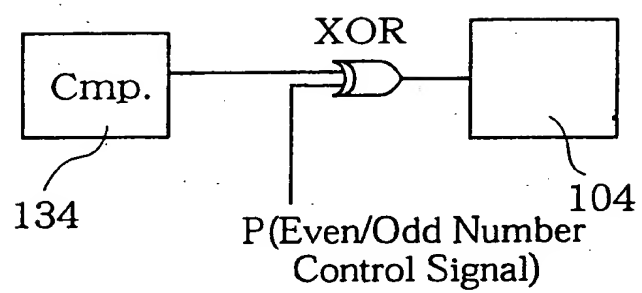 XOR
Cmp.
134
104
P(Even/Odd Number
Control Signal)